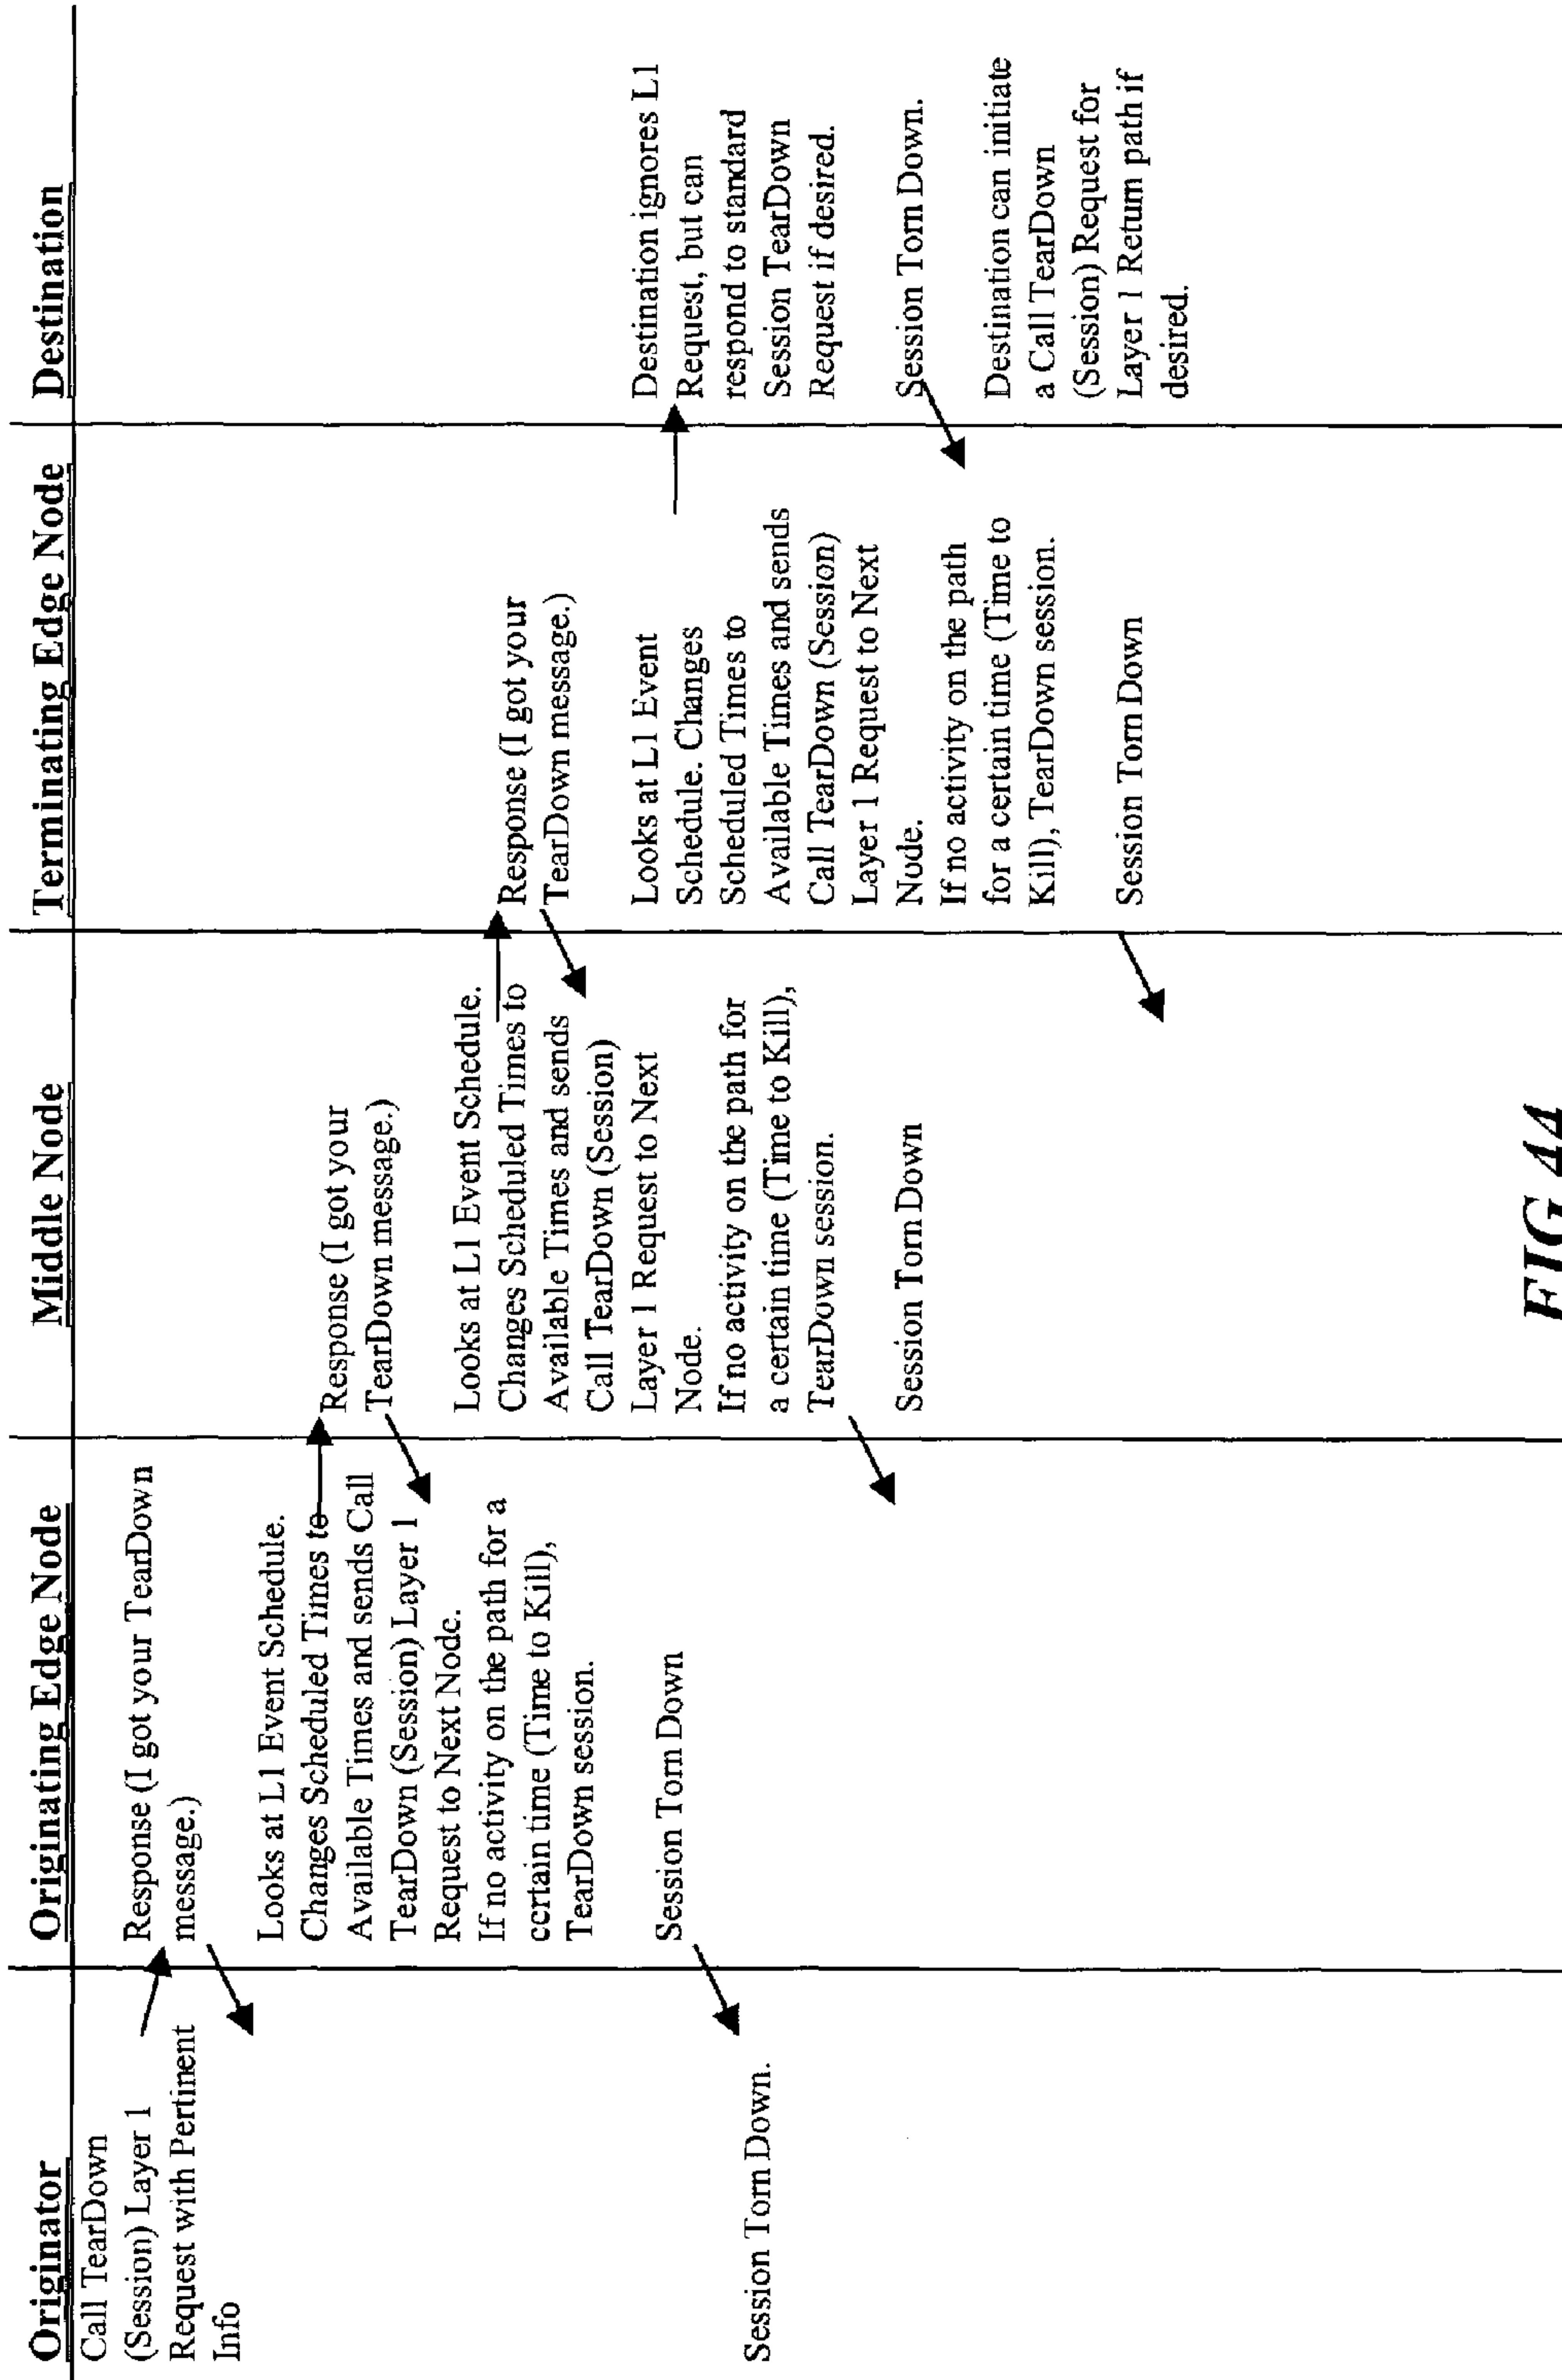 Originator
Call TearDown
(Session) Layer 1
Request with Pertinent
Info
Session Torn Down.
Originating Edge Node
Response (I got your TearDown
message.)
Looks at L1 Event Schedule.
Changes Scheduled Times to
Available Times and sends Call
TearDown (Session) Layer 1
Request to Next Node.
If no activity on the path for a
certain time (Time to Kill),
TearDown session.
Session Torn Down
Middle Node
Response (I got your
TearDown message.)
Looks at L1 Event Schedule.
Changes Scheduled Times to
Available Times and sends
Call TearDown (Session)
Layer 1 Request to Next
Node.
If no activity on the path for
a certain time (Time to Kill),
TearDown session.
Session Torn Down
Terminating Edge Node
Response (I got your
TearDown message.)
Looks at L1 Event
Schedule. Changes
Scheduled Times to
Available Times and sends
Call TearDown (Session)
Layer 1 Request to Next
Node.
If no activity on the path
for a certain time (Time to
Kill), TearDown session.
Session Torn Down
Destination
Destination ignores L1
Request, but can
respond to standard
Session TearDown
Request if desired.
Session Torn Down.
Destination can initiate
a Call TearDown
(Session) Request for
Layer 1 Return path if
desired.
FIG 44